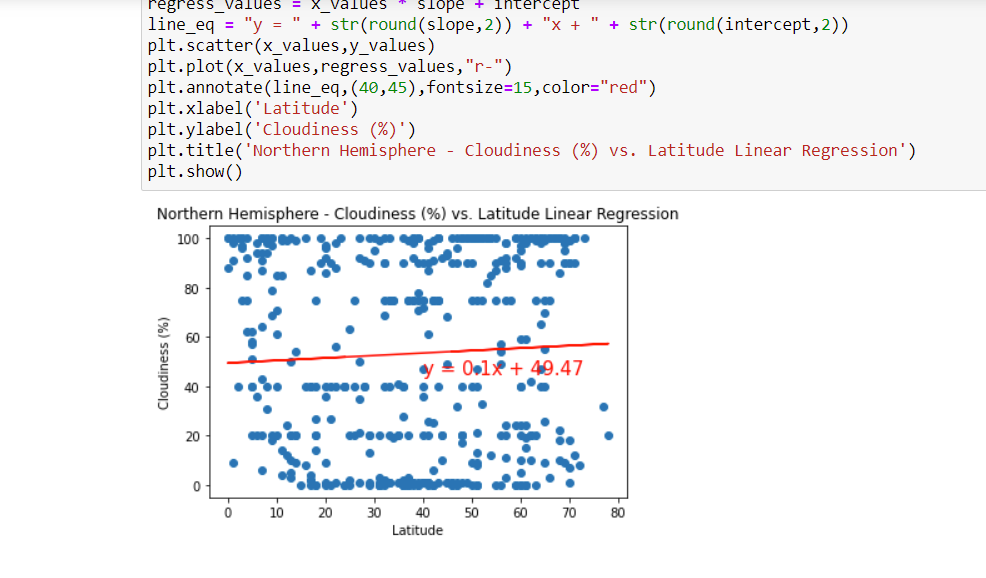 regress_values = x_values * slope + intercept
line_eq = "y = " + str(round(slope,2)) + "x + " + str(round(intercept,2))
plt.scatter(x_values,y_values)
plt.plot(x_values,regress_values,"r-")
plt.annotate(line_eq,(40,45),fontsize=15,color="red")
plt.xlabel('Latitude')
plt.ylabel('Cloudiness (%)')
plt.title('Northern Hemisphere - Cloudiness (%) vs. Latitude Linear Regression')
plt.show()
Northern Hemisphere - Cloudiness (%) vs. Latitude Linear Regression
100
80
60
40
20
0
Cloudiness (%)
y = 0.1x + 49.47
0 10 20 30 40 50 60 70 80
Latitude